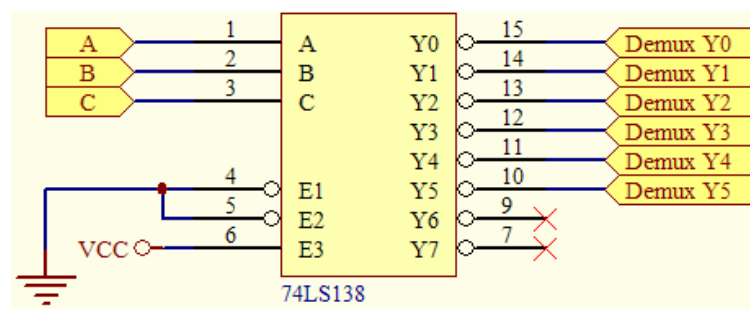 1 15
A A Y0 Demux Y0
2 14
B B Y1 Demux Y1
3 13
C C Y2 Demux Y2
12
Y3 Demux Y3
11
Y4 Demux Y4
4 10
E1 Y5 Demux Y5
5 9
E2 Y6
6 7
VCC E3 Y7
74LS138